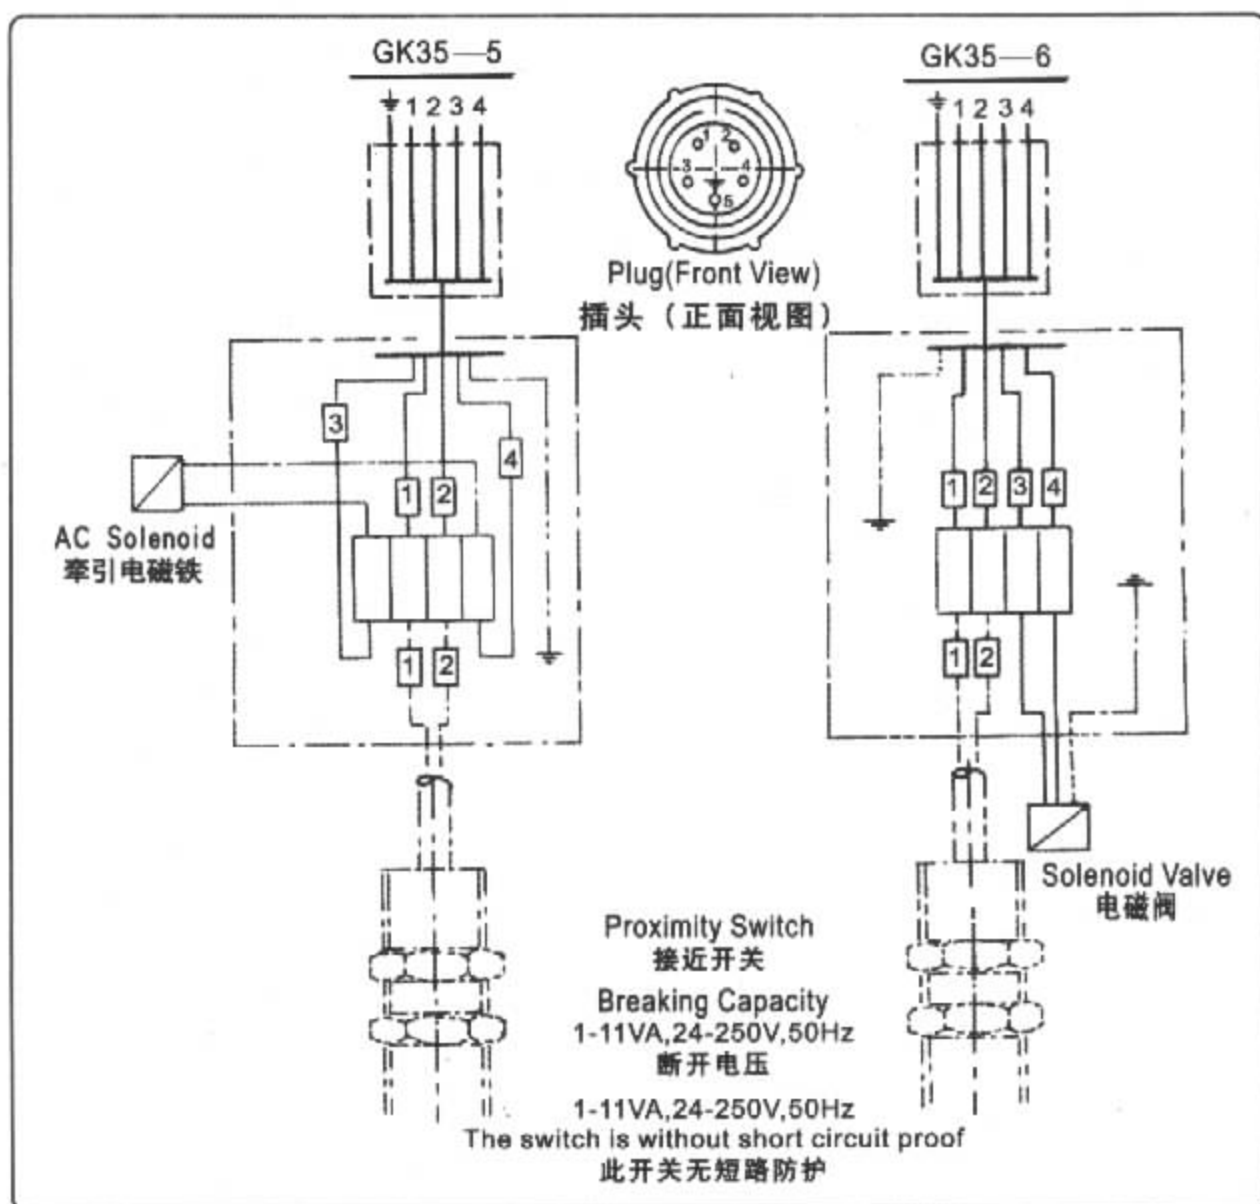 GK35—5
GK35—6
1 2 3 4
1 2 3 4
1 2
3 4
5
Plug(Front View)
插头（正面视图）
3
4
1 2
1 2 3 4
AC Solenoid
牵引电磁铁
1 2
1 2
Solenoid Valve
电磁阀
Proximity Switch
接近开关
Breaking Capacity
1-11VA,24-250V,50Hz
断开电压
1-11VA,24-250V,50Hz
The switch is without short circuit proof
此开关无短路防护